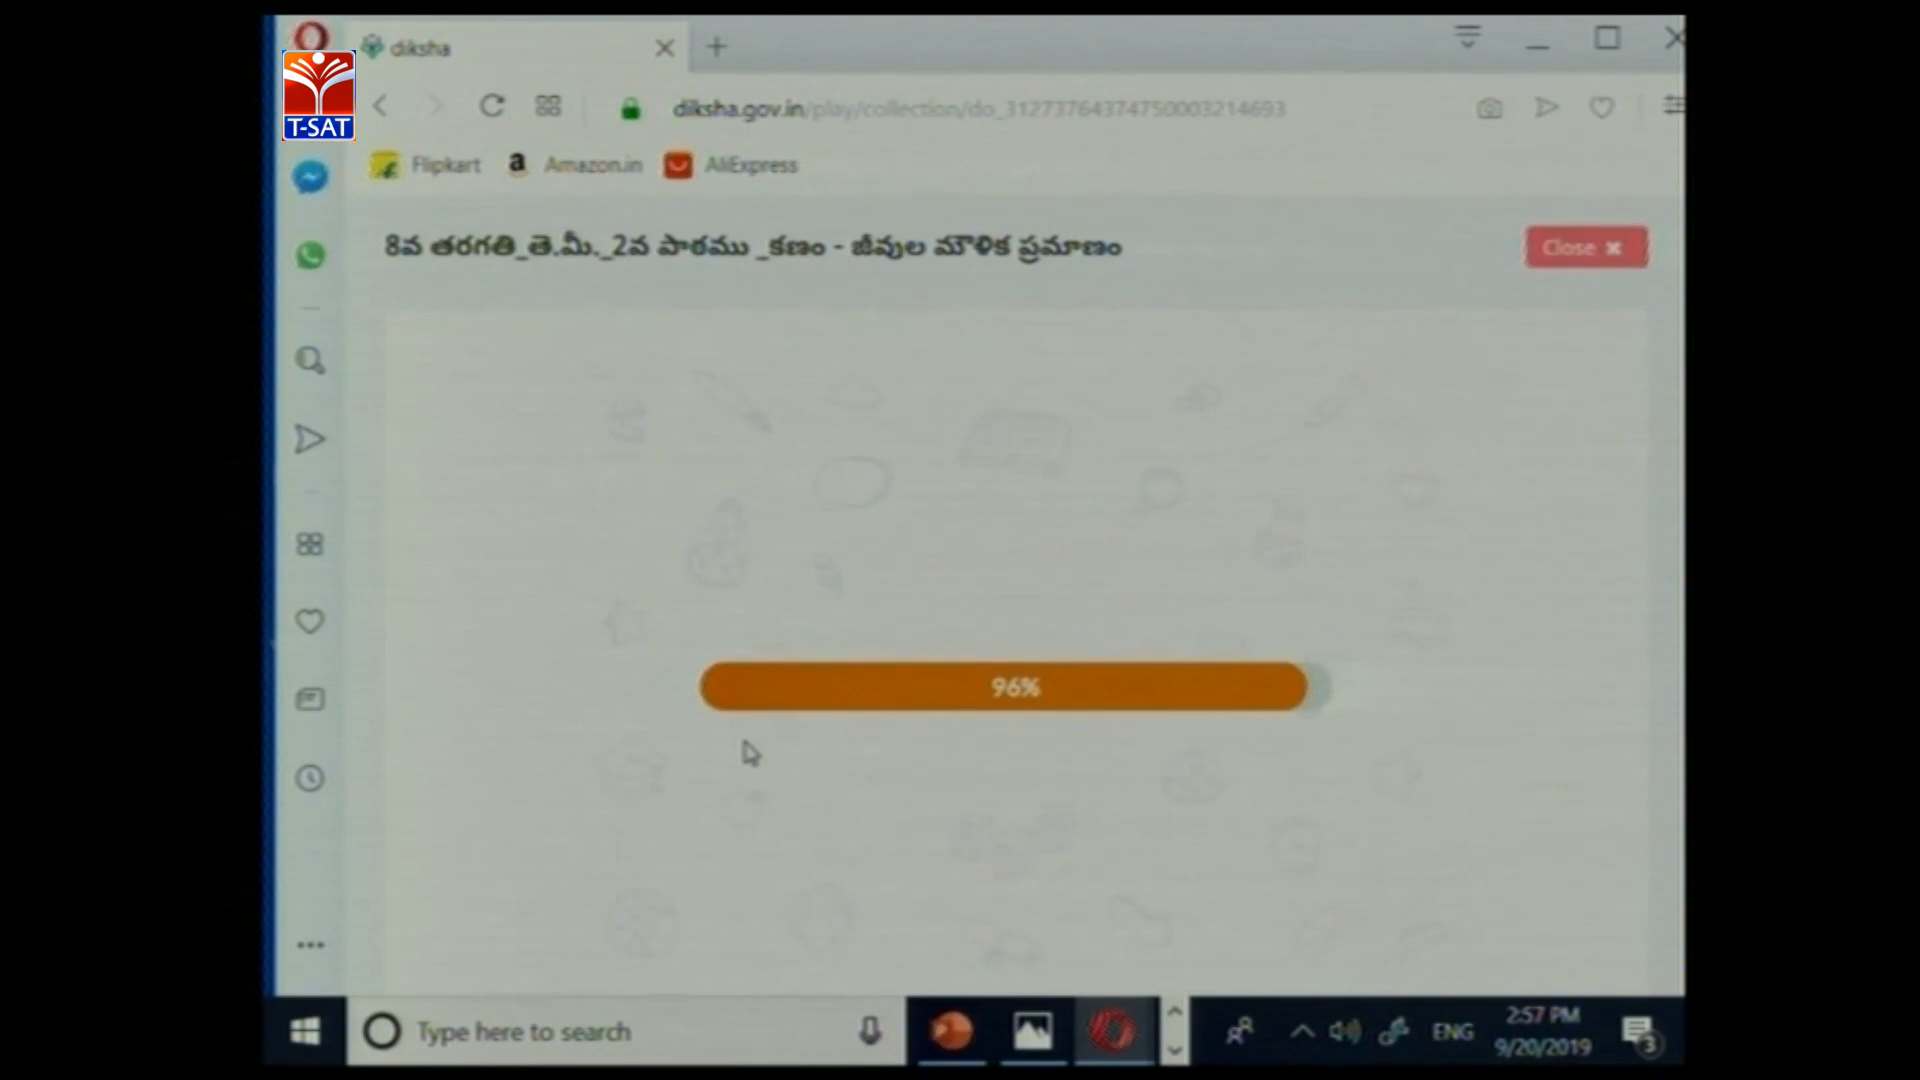 diksha
T-SAT
diksha.gov.in/play/collection/do_31273764374750003214693
Flipkart
Amazon.in
AliExpress
8వ తరగతి_తె.మీ._2వ పాఠము _కణం - జీవుల మౌళిక ప్రమాణం
Close ✖
96%
Type here to search
ENG
2:57 PM
9/20/2019
3